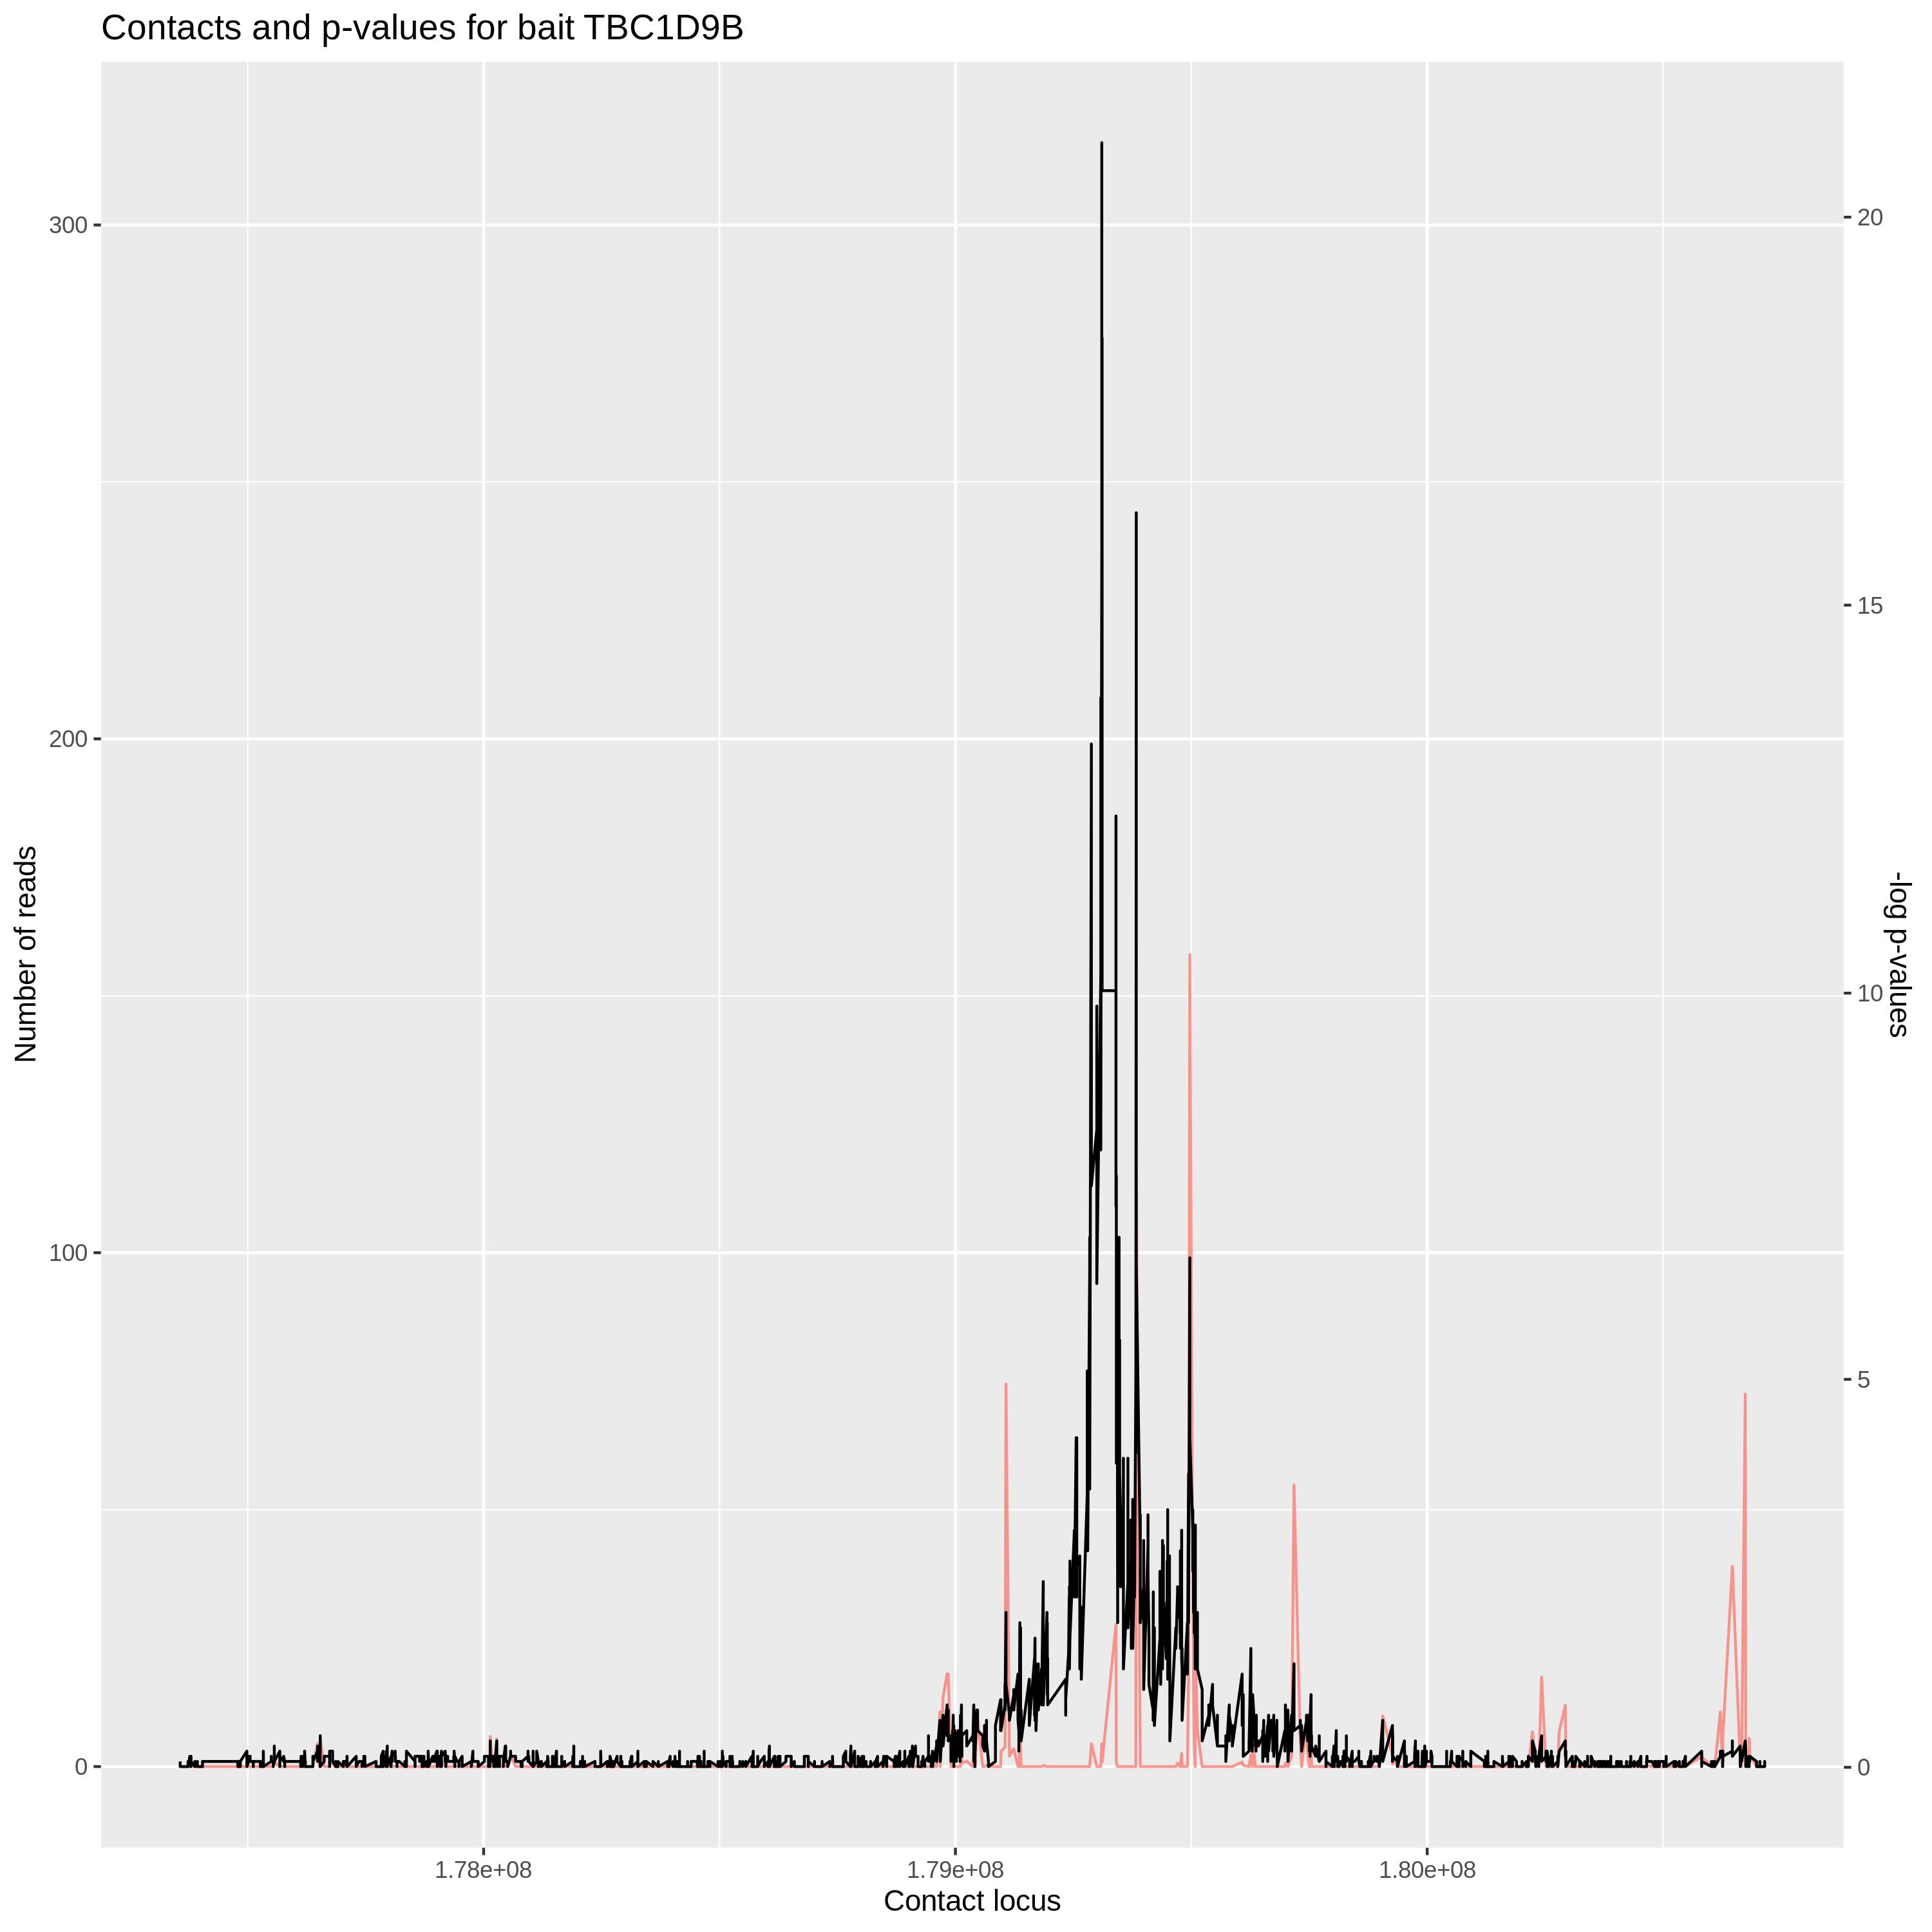 Contacts and p-values for bait TBC1D9B
300
200
100
0
Number of reads
20
15
10
5
0
-log p-values
1.78e+08
1.79e+08
1.80e+08
Contact locus